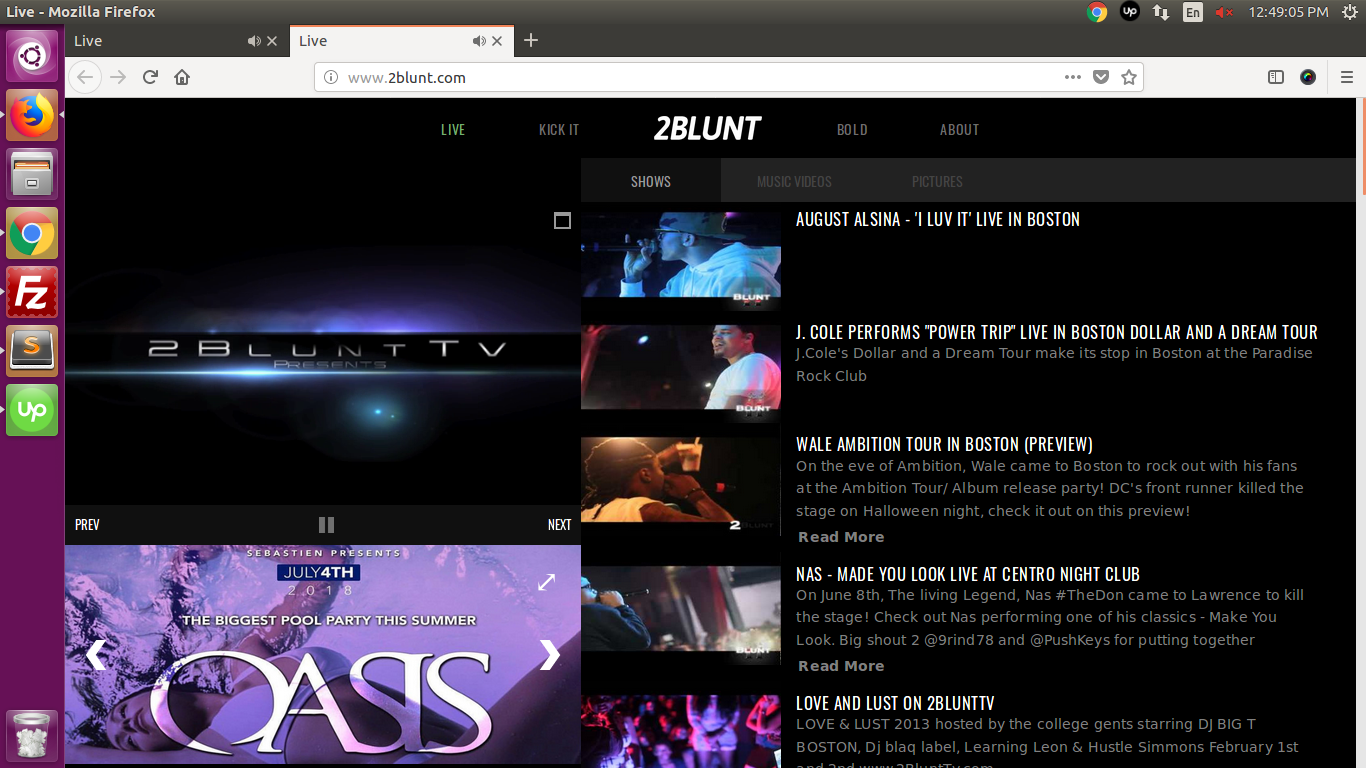 Live - Mozilla Firefox
En
12:49:05 PM
Live
Live
www.2blunt.com
LIVE
KICK IT
2BLUNT
BOLD
ABOUT
SHOWS
MUSIC VIDEOS
PICTURES
2BluntTv
Presents
PREV
NEXT
SEBASTIEN PRESENTS
JULY4TH
2018
THE BIGGEST POOL PARTY THIS SUMMER
OASIS
AUGUST ALSINA - 'I LUV IT' LIVE IN BOSTON
BLUNT
J. COLE PERFORMS "POWER TRIP" LIVE IN BOSTON DOLLAR AND A DREAM TOUR
J.Cole's Dollar and a Dream Tour make its stop in Boston at the Paradise
Rock Club
BLUNT
WALE AMBITION TOUR IN BOSTON (PREVIEW)
On the eve of Ambition, Wale came to Boston to rock out with his fans
at the Ambition Tour/ Album release party! DC's front runner killed the
stage on Halloween night, check it out on this preview!
Read More
2BLUNT
NAS - MADE YOU LOOK LIVE AT CENTRO NIGHT CLUB
On June 8th, The living Legend, Nas #TheDon came to Lawrence to kill
the stage! Check out Nas performing one of his classics - Make You
Look. Big shout 2 @9rind78 and @PushKeys for putting together
Read More
BLUNT
LOVE AND LUST ON 2BLUNTTV
LOVE & LUST 2013 hosted by the college gents starring DJ BIG T
BOSTON, Dj blaq label, Learning Leon & Hustle Simmons February 1st
and 2nd www.2BluntTv.com